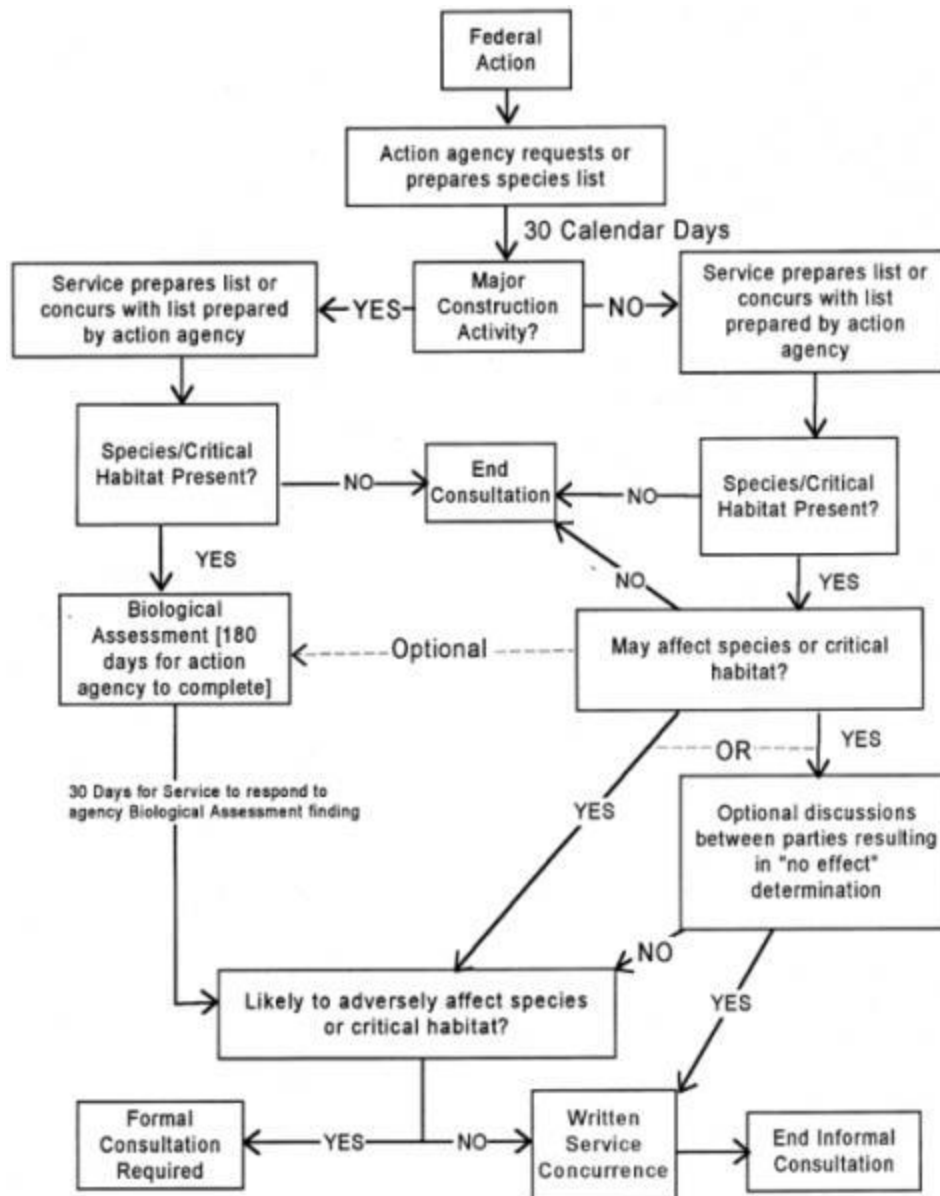 Federal
Action
Action agency requests or
prepares species list
30 Calendar Days
Service prepares list or
concurs with list prepared
by action agency
YES
Major
Construction
Activity?
NO
Service prepares list or
concurs with list
prepared by action
agency
Species/Critical
Habitat Present?
NO
End
Consultation
NO
Species/Critical
Habitat Present?
YES
NO
YES
Biological
Assessment [180
days for action
agency to complete]
Optional
May affect species or critical
habitat?
OR
YES
30 Days for Service to respond to
agency Biological Assessment finding
YES
Optional discussions
between parties resulting
in "no effect"
determination
NO
YES
Likely to adversely affect species
or critical habitat?
Formal
Consultation
Required
YES
NO
Written
Service
Concurrence
End Informal
Consultation